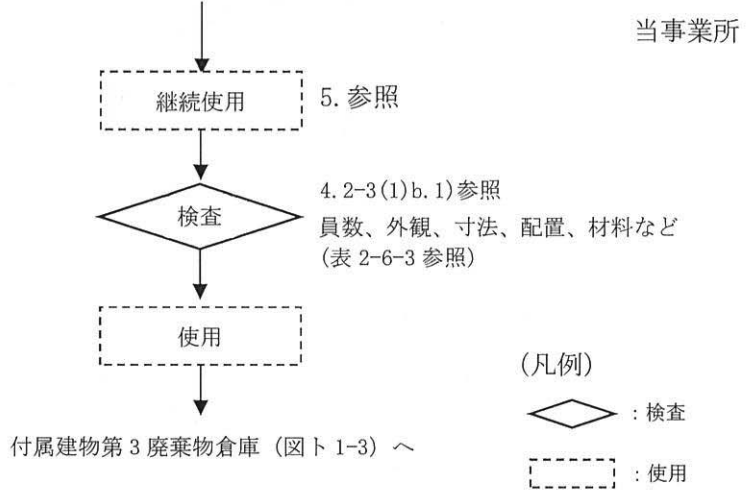 当事業所
継続使用
5. 参照
検査
4.2-3(1)b.1)参照
員数、外観、寸法、配置、材料など
(表 2-6-3 参照)
使用
付属建物第 3 廃棄物倉庫（図ト 1-3）へ
(凡例)
：検査
：使用